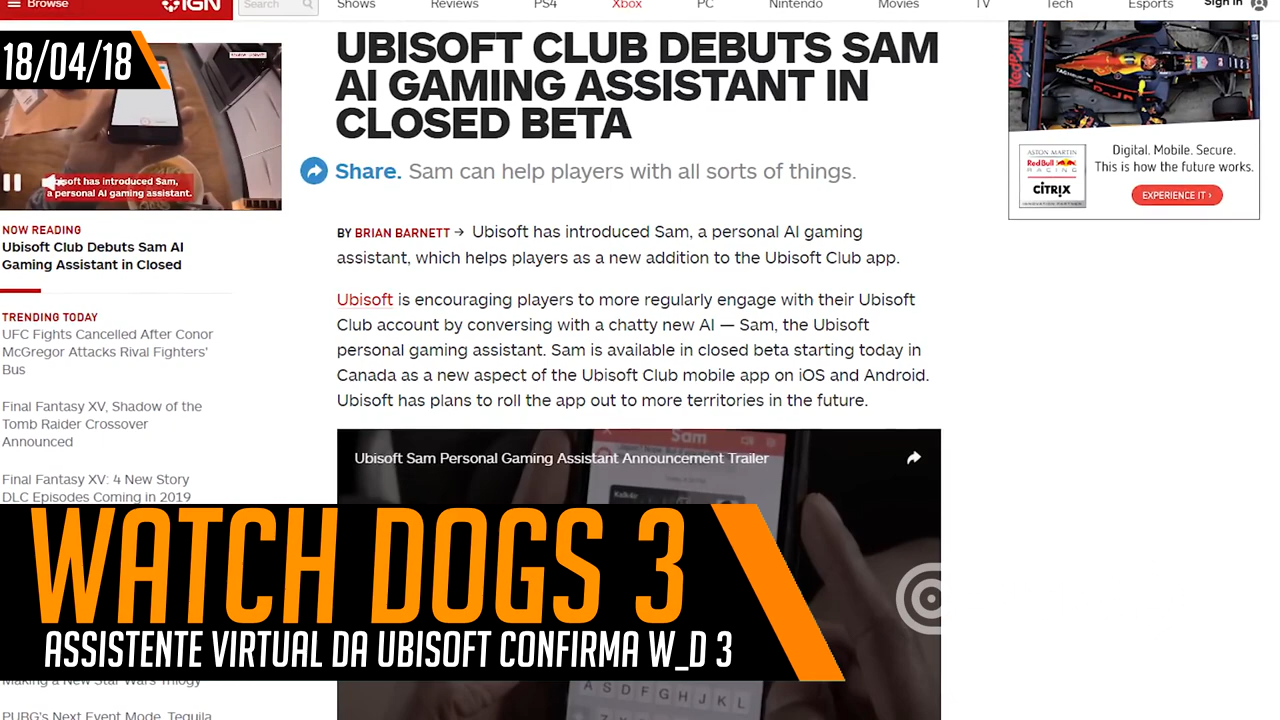 Browse
IGN
Search
Shows
Reviews
PS4
Xbox
PC
Nintendo
Movies
TV
Tech
Esports
Sign In
18/04/18
Ubisoft has introduced Sam,
a personal AI gaming assistant.
NOW READING
Ubisoft Club Debuts Sam AI
Gaming Assistant in Closed
TRENDING TODAY
UFC Fights Cancelled After Conor
McGregor Attacks Rival Fighters'
Bus
Final Fantasy XV, Shadow of the
Tomb Raider Crossover
Announced
Final Fantasy XV: 4 New Story
DLC Episodes Coming in 2019
Making a New Star Wars Trilogy
PUBG's Next Event Mode, Tequila
UBISOFT CLUB DEBUTS SAM
AI GAMING ASSISTANT IN
CLOSED BETA
Share. Sam can help players with all sorts of things.
BY BRIAN BARNETT → Ubisoft has introduced Sam, a personal AI gaming
assistant, which helps players as a new addition to the Ubisoft Club app.
Ubisoft is encouraging players to more regularly engage with their Ubisoft
Club account by conversing with a chatty new AI — Sam, the Ubisoft
personal gaming assistant. Sam is available in closed beta starting today in
Canada as a new aspect of the Ubisoft Club mobile app on iOS and Android.
Ubisoft has plans to roll the app out to more territories in the future.
Sam
Ubisoft Sam Personal Gaming Assistant Announcement Trailer
A S D F G H J K L
RedBull
ASTON MARTIN
Red Bull
RACING
CITRIX
Digital. Mobile. Secure.
This is how the future works.
EXPERIENCE IT ›
WATCH DOGS 3
ASSISTENTE VIRTUAL DA UBISOFT CONFIRMA W_D 3